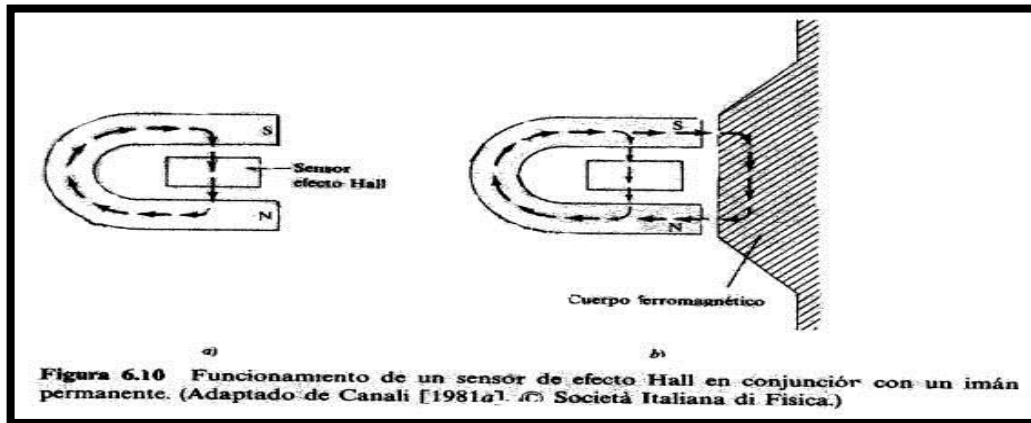 S
Sensor
efecto Hall
N
a)
S
N
Cuerpo ferromagnético
b)
Figura 6.10 Funcionamiento de un sensor de efecto Hall en conjunción con un imán
permanente. (Adaptado de Canali [1981a]. © Società Italiana di Fisica.)